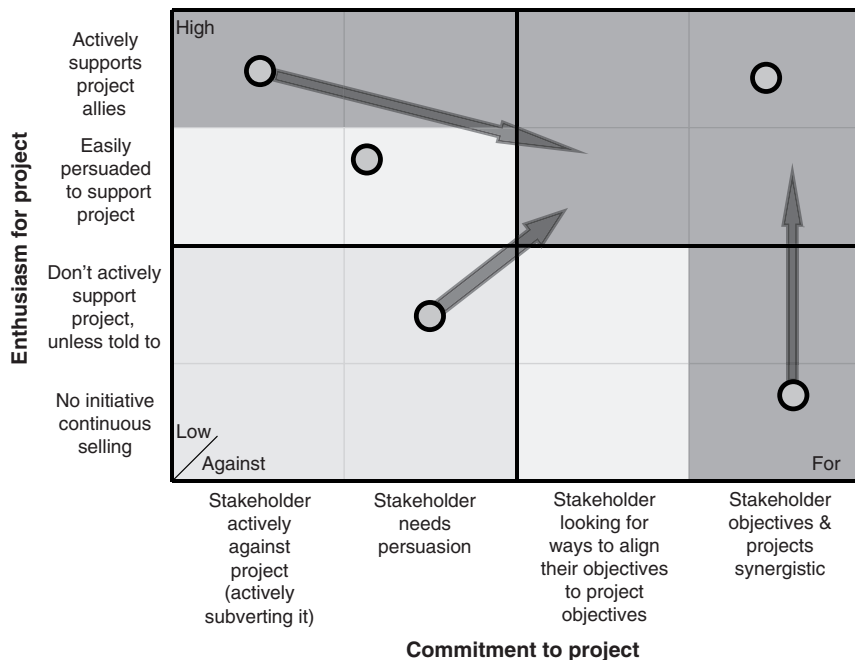 Enthusiasm for project
Actively
supports
project
allies
Easily
persuaded
to support
project
Don't actively
support
project,
unless told to
No initiative
continuous
selling
High
Low
Against
For
Stakeholder
actively
against
project
(actively
subverting it)
Stakeholder
needs
persuasion
Stakeholder
looking for
ways to align
their objectives
to project
objectives
Stakeholder
objectives &
projects
synergistic
Commitment to project